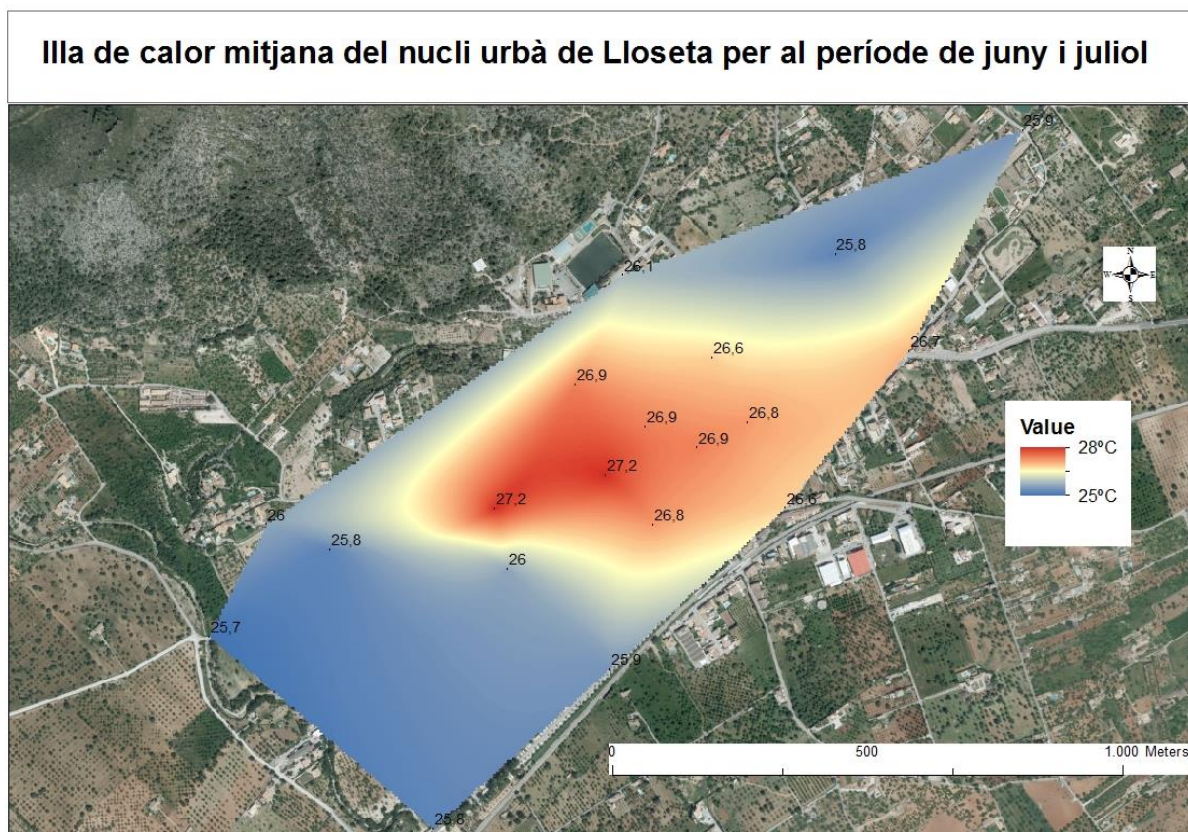 Illa de calor mitjana del nucli urbà de Lloseta per al període de juny i juliol
25,9
25,8
26,1
N
W E
S
26,7
26,6
26,9
26,9
26,8
26,9
Value
28ºC
25ºC
27,2
27,2
26,6
26,8
26
25,8
26
25,7
25,9
0 500 1.000 Meters
25,8